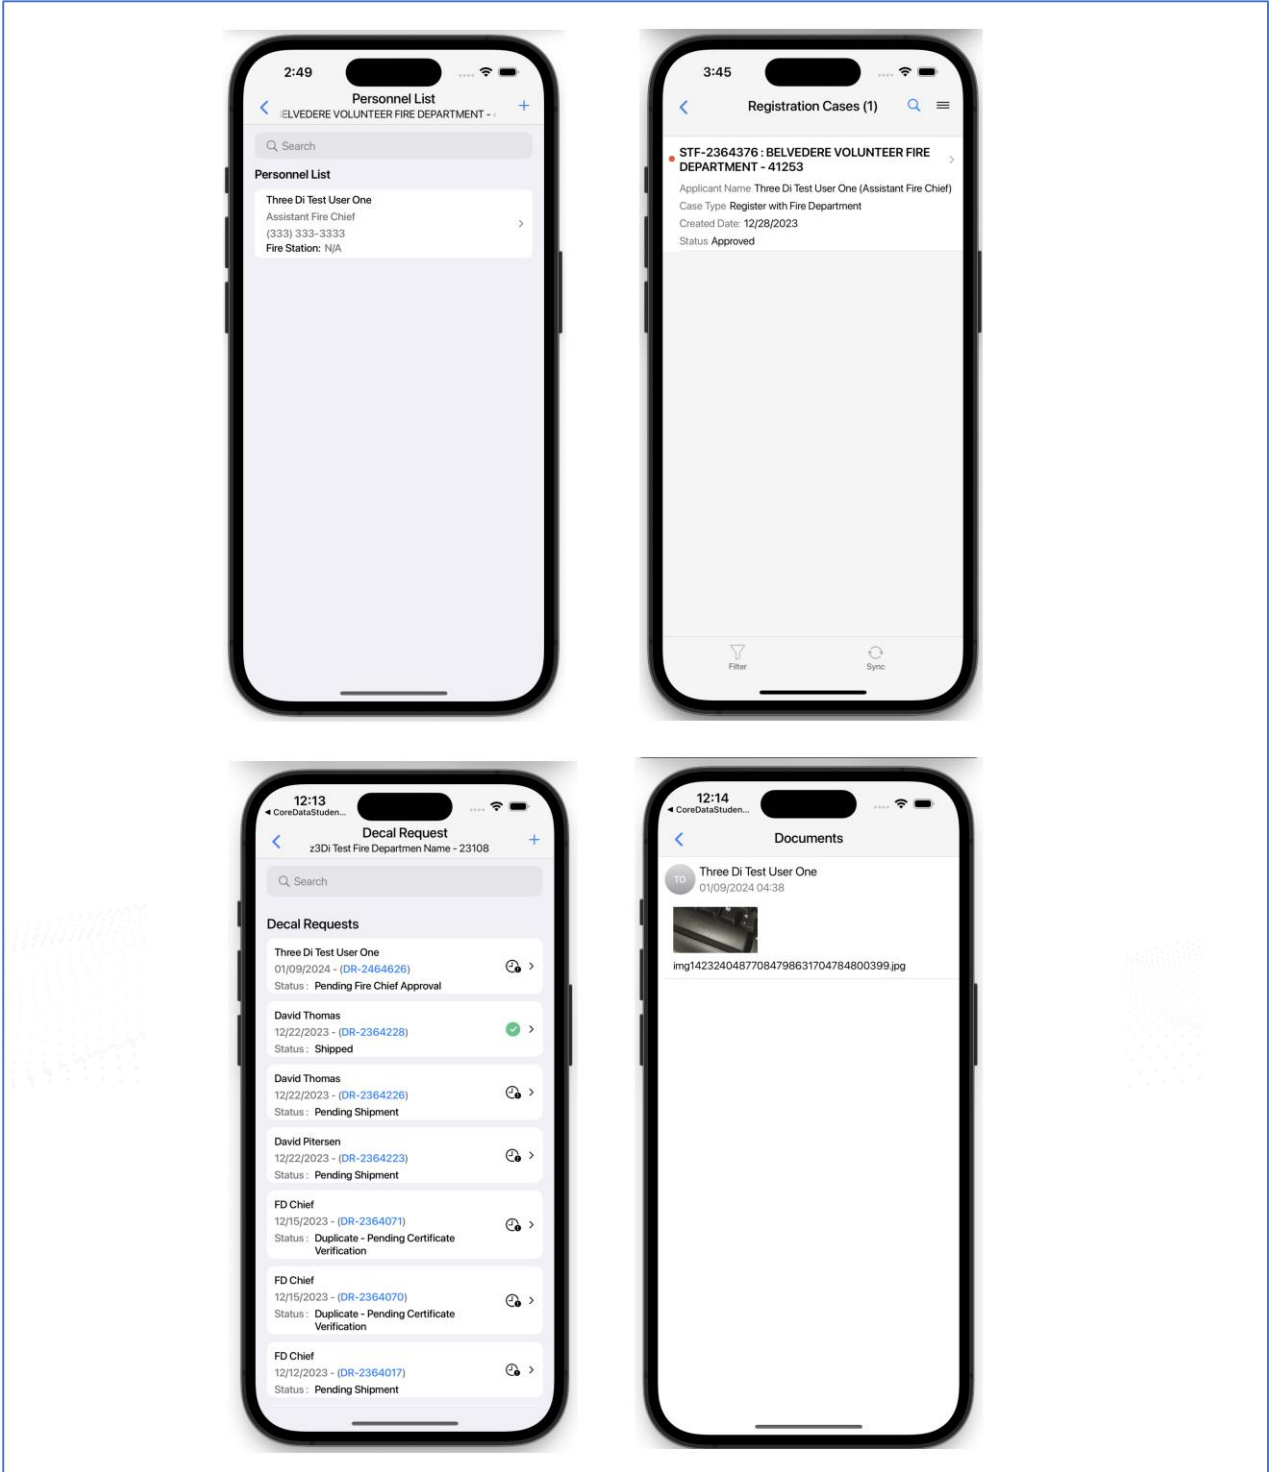 2:49
Personnel List
ELVEDERE VOLUNTEER FIRE DEPARTMENT -
Search
Personnel List
Three Di Test User One
Assistant Fire Chief
(333) 333-3333
Fire Station: N/A
3:45
Registration Cases (1)
STF-2364376 : BELVEDERE VOLUNTEER FIRE
DEPARTMENT - 41253
Applicant Name Three Di Test User One (Assistant Fire Chief)
Case Type Register with Fire Department
Created Date: 12/28/2023
Status Approved
Filter
Sync
12:13
CoreDataStuden...
Decal Request
z3Di Test Fire Departmen Name - 23108
Search
Decal Requests
Three Di Test User One
01/09/2024 - (DR-2464626)
Status : Pending Fire Chief Approval
David Thomas
12/22/2023 - (DR-2364228)
Status : Shipped
David Thomas
12/22/2023 - (DR-2364226)
Status : Pending Shipment
David Pitersen
12/22/2023 - (DR-2364223)
Status : Pending Shipment
FD Chief
12/15/2023 - (DR-2364071)
Status : Duplicate - Pending Certificate
Verification
FD Chief
12/15/2023 - (DR-2364070)
Status : Duplicate - Pending Certificate
Verification
FD Chief
12/12/2023 - (DR-2364017)
Status : Pending Shipment
12:14
CoreDataStuden...
Documents
TO
Three Di Test User One
01/09/2024 04:38
img14232404877084798631704784800399.jpg